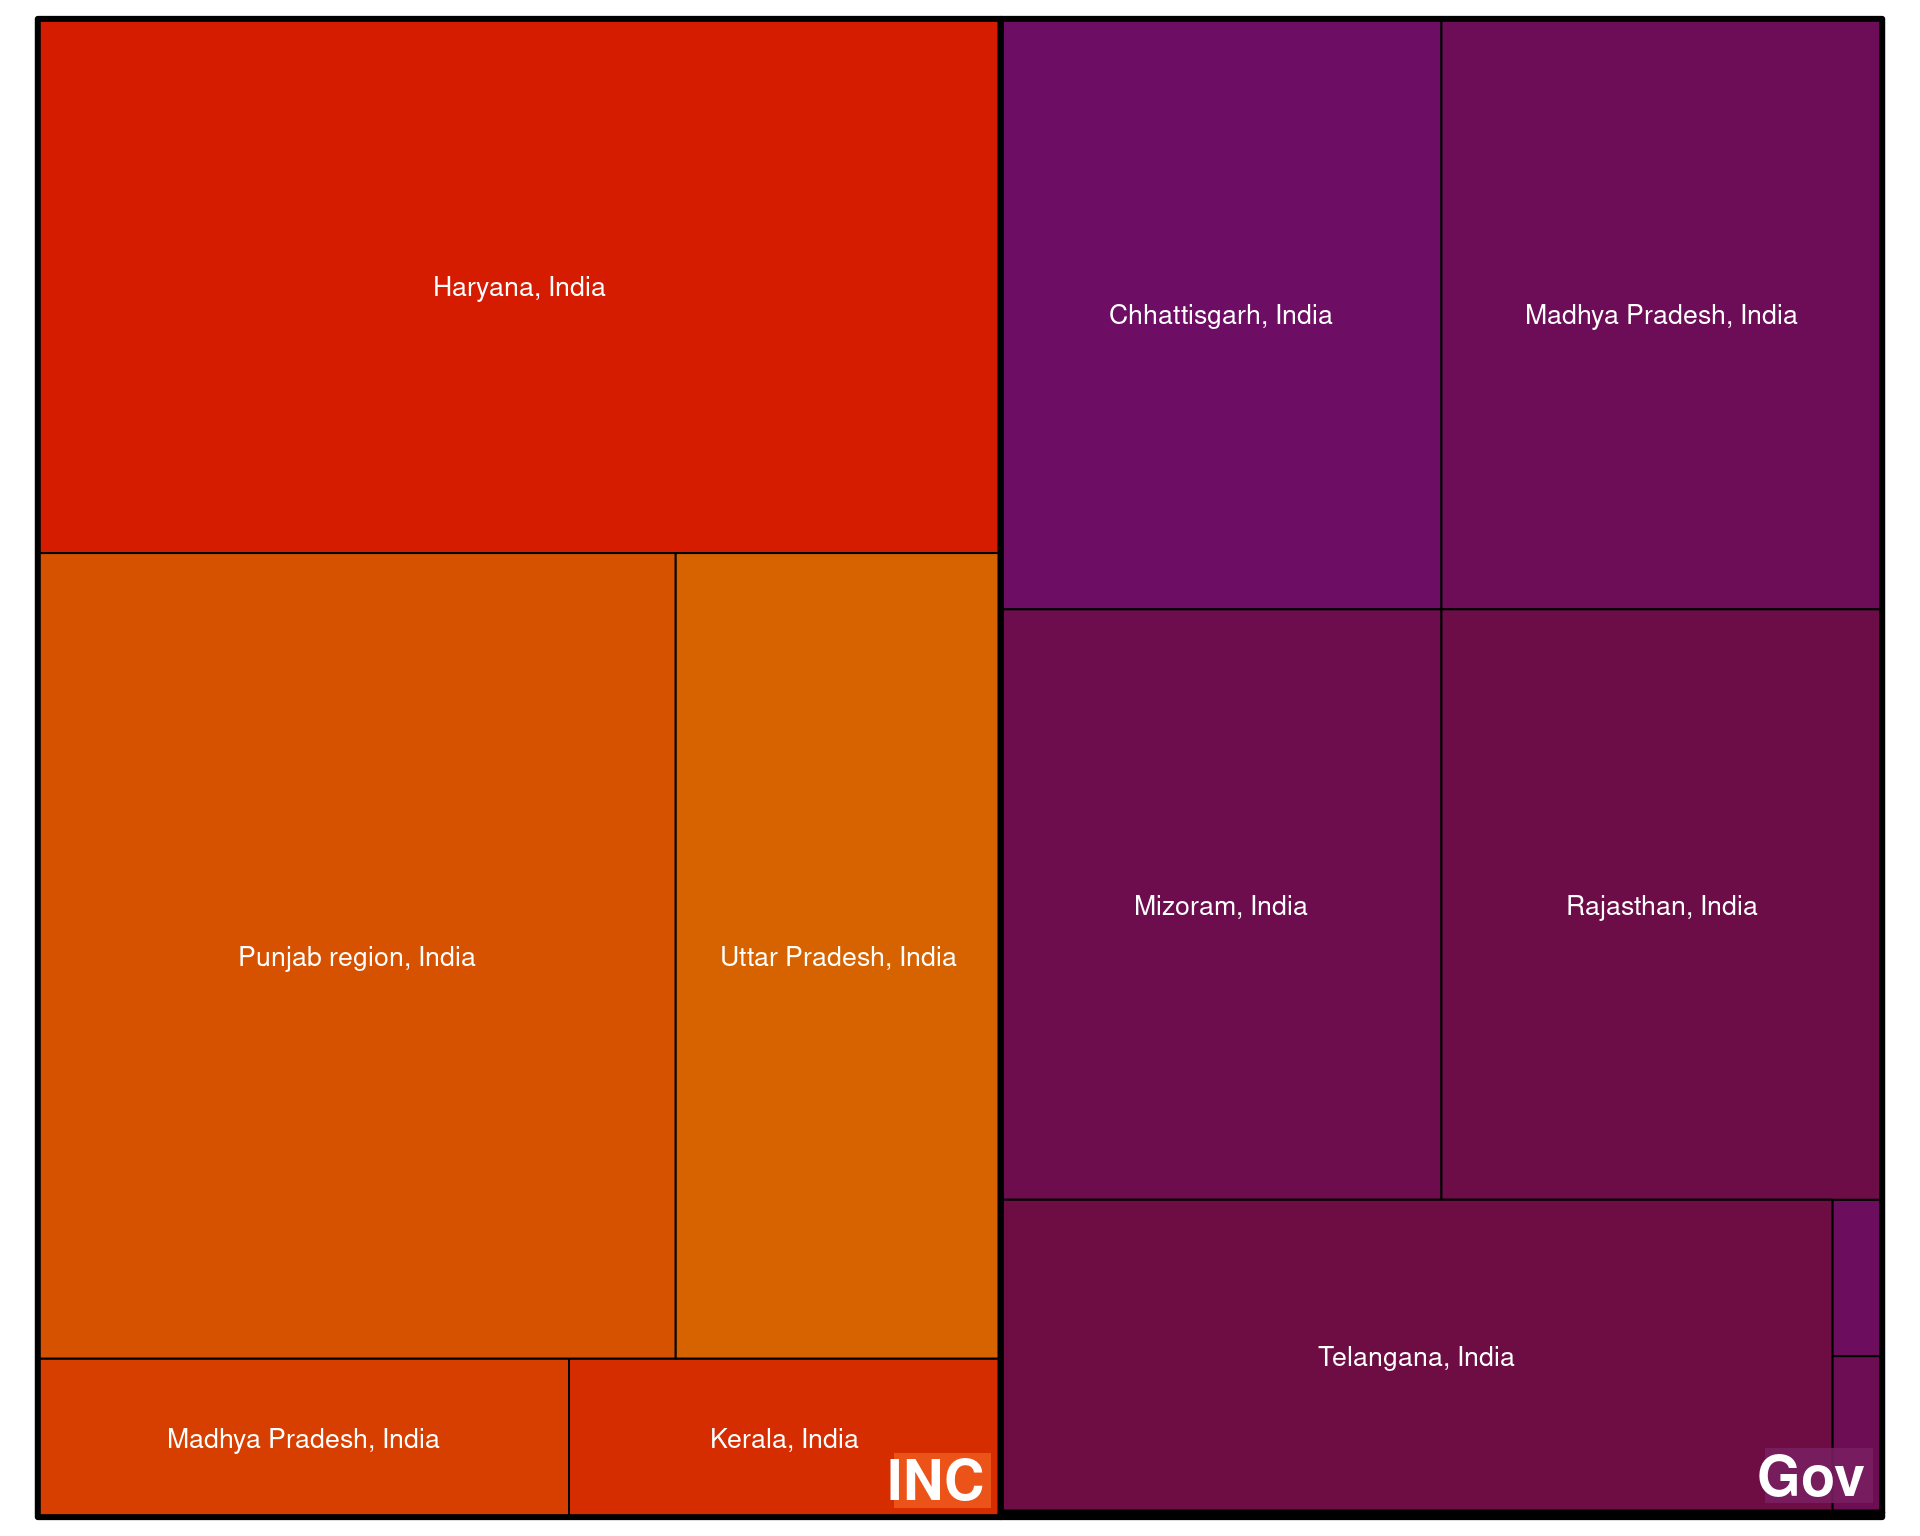 Haryana, India
Punjab region, India
Uttar Pradesh, India
Madhya Pradesh, India
Kerala, India
INC
Chhattisgarh, India
Madhya Pradesh, India
Mizoram, India
Rajasthan, India
Telangana, India
Gov